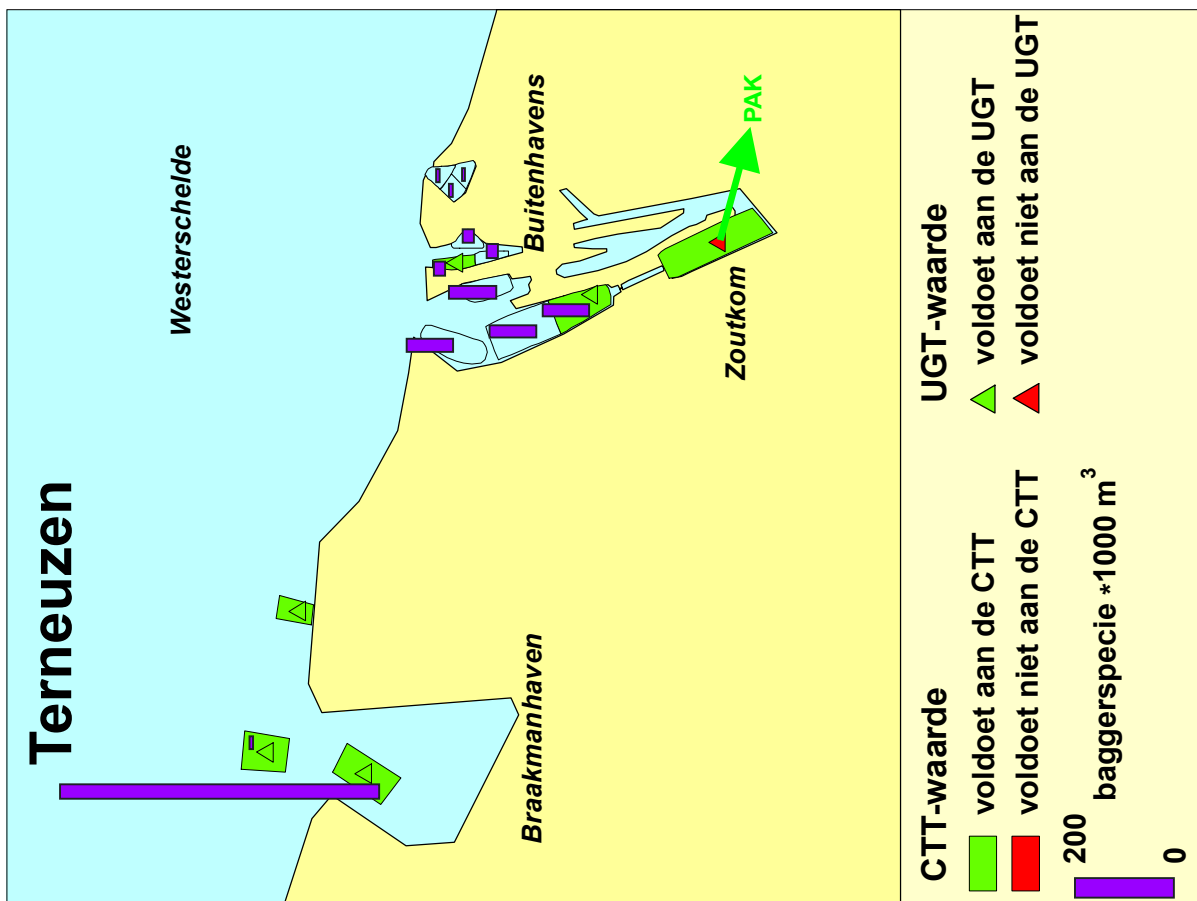 Terneuzen
Westerschelde
Braakmanhaven
Buitenhavens
Zoutkom
PAK
CTT-waarde
voldoet aan de CTT
voldoet niet aan de CTT
UGT-waarde
voldoet aan de UGT
voldoet niet aan de UGT
200
baggerspecie *1000 m³
0